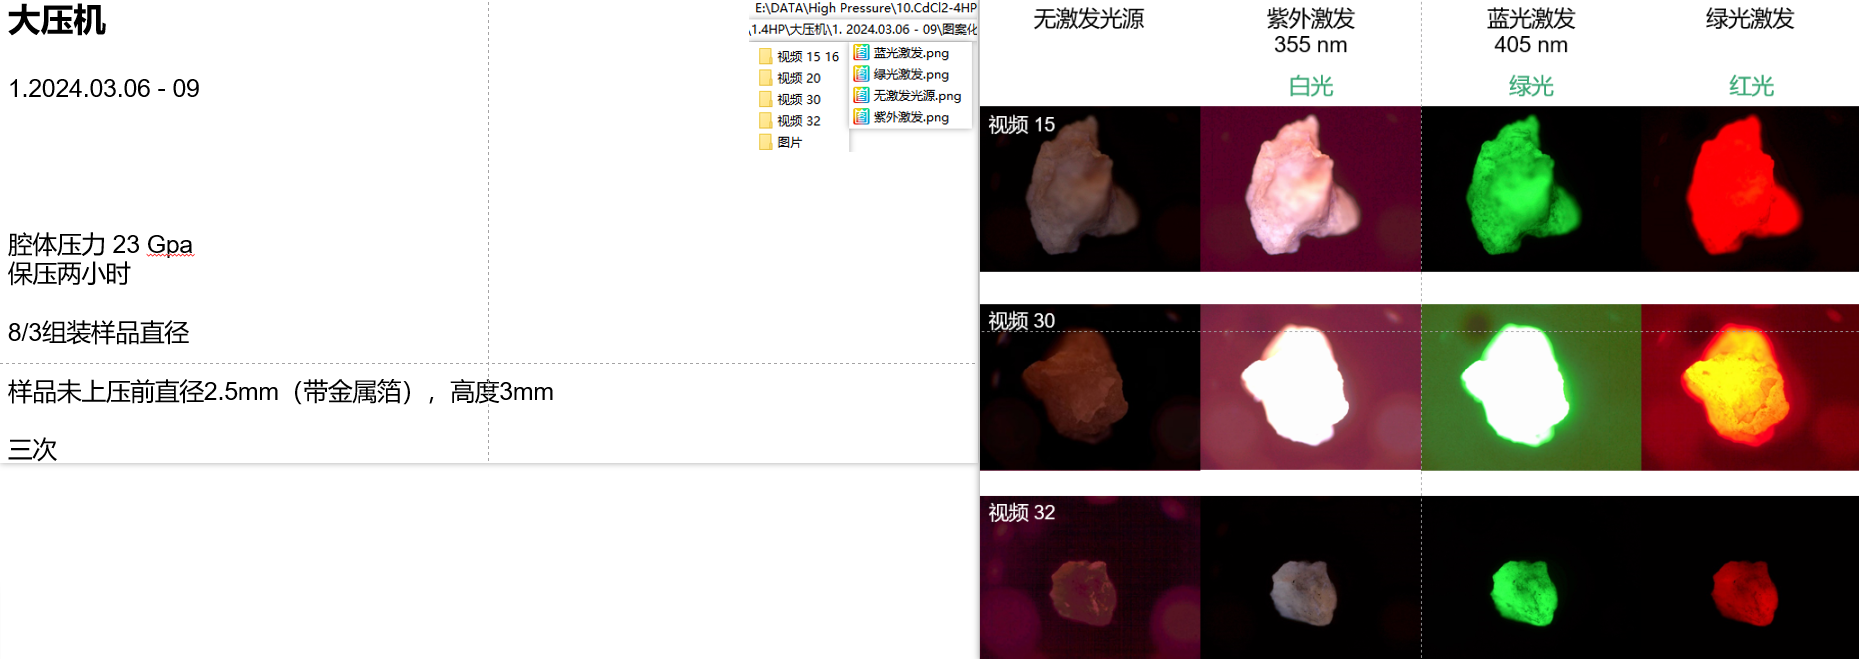 大压机
1.2024.03.06 - 09
腔体压力 23 Gpa
保压两小时
8/3组装样品直径
样品未上压前直径2.5mm（带金属箔），高度3mm
三次
E:\DATA\High Pressure\10.CdCl2-4HP
\1.4HP\大压机\1. 2024.03.06 - 09\图案化
视频 15 16
视频 20
视频 30
视频 32
图片
蓝光激发.png
绿光激发.png
无激发光源.png
紫外激发.png
无激发光源
紫外激发
355 nm
蓝光激发
405 nm
绿光激发
白光
绿光
红光
视频 15
视频 30
视频 32